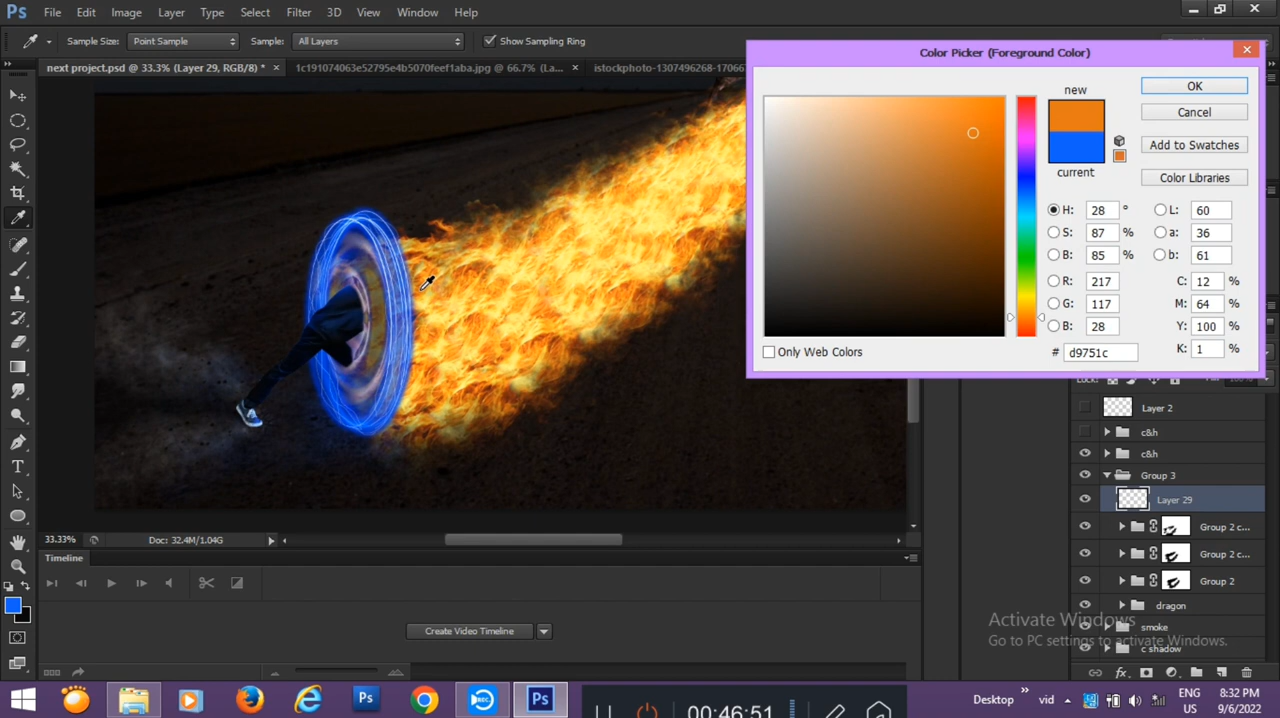 Ps File Edit Image Layer Type Select Filter 3D View Window Help
Sample Size: Point Sample Sample: All Layers Show Sampling Ring
next project.psd @ 33.3% (Layer 29, RGB/8) * × 1c191074063e52795e4b5070feef1aba.jpg @ 66.7% (La... × istockphoto-1307496268-17066
Color Picker (Foreground Color)
new
current
OK
Cancel
Add to Swatches
Color Libraries
H: 28 °
S: 87 %
B: 85 %
R: 217
G: 117
B: 28
# d9751c
L: 60
a: 36
b: 61
C: 12 %
M: 64 %
Y: 100 %
K: 1 %
Only Web Colors
Lock:
Layer 2
c&h
c&h
Group 3
Layer 29
Group 2 c...
Group 2 c...
Group 2
dragon
smoke
c shadow
33.33% Doc: 32.4M/1.04G
Timeline
Create Video Timeline
Activate Windows
Go to PC settings to activate Windows.
Ps
REC
Ps
00:46:51
Desktop » vid
ENG
US
8:32 PM
9/6/2022